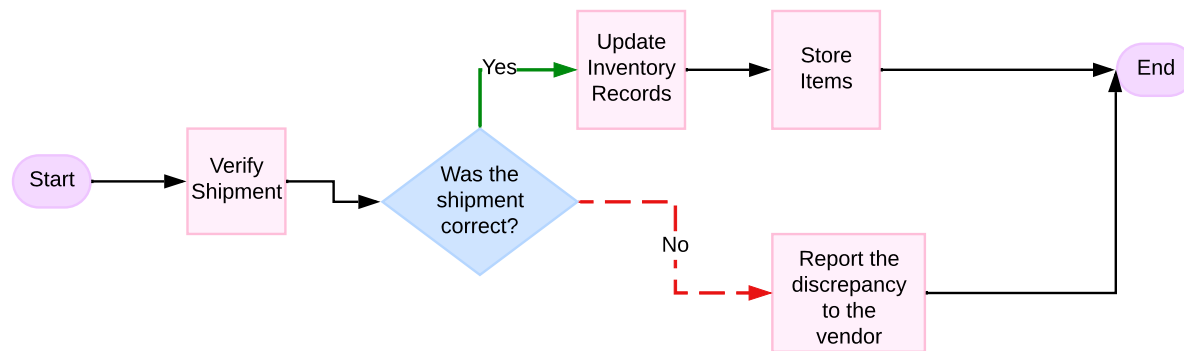 Start
Verify
Shipment
Was the
shipment
correct?
Yes
Update
Inventory
Records
Store
Items
End
No
Report the
discrepancy
to the
vendor